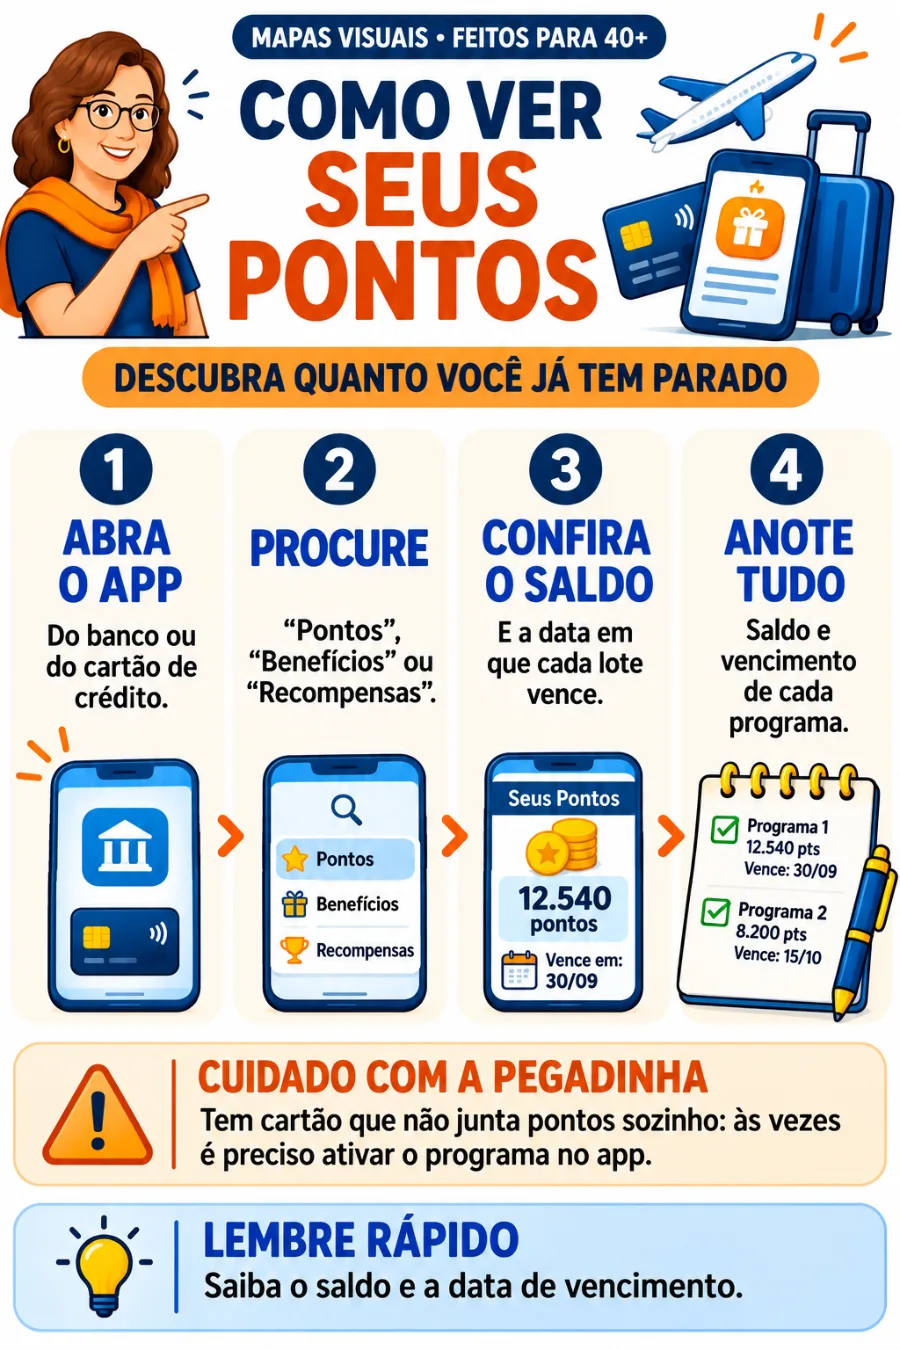 MAPAS VISUAIS • FEITOS PARA 40+
COMO VER
SEUS
PONTOS
DESCUBRA QUANTO VOCÊ JÁ TEM PARADO
1
ABRA
O APP
Do banco ou
do cartão de
crédito.
2
PROCURE
“Pontos”,
“Benefícios” ou
“Recompensas”.
Pontos
Benefícios
Recompensas
3
CONFIRA
O SALDO
E a data em
que cada lote
vence.
Seus Pontos
12.540
pontos
Vence em:
30/09
4
ANOTE
TUDO
Saldo e
vencimento
de cada
programa.
Programa 1
12.540 pts
Vence: 30/09
Programa 2
8.200 pts
Vence: 15/10
CUIDADO COM A PEGADINHA
Tem cartão que não junta pontos sozinho: às vezes
é preciso ativar o programa no app.
LEMBRE RÁPIDO
Saiba o saldo e a data de vencimento.